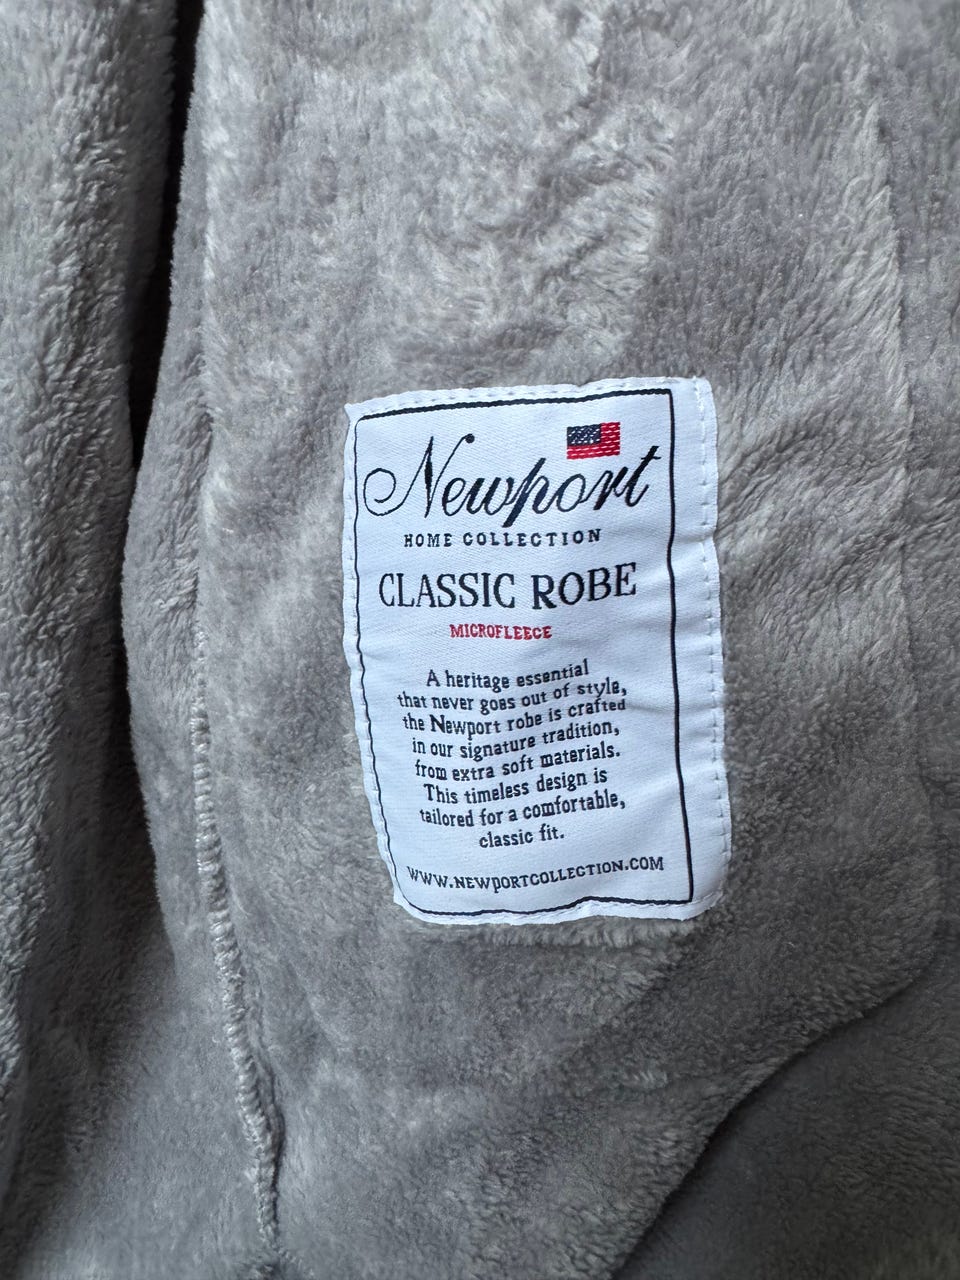 Newport
HOME COLLECTION
CLASSIC ROBE
MICROFLEECE
A heritage essential
that never goes out of style,
the Newport robe is crafted
in our signature tradition,
from extra soft materials.
This timeless design is
tailored for a comfortable,
classic fit.
WWW.NEWPORTCOLLECTION.COM